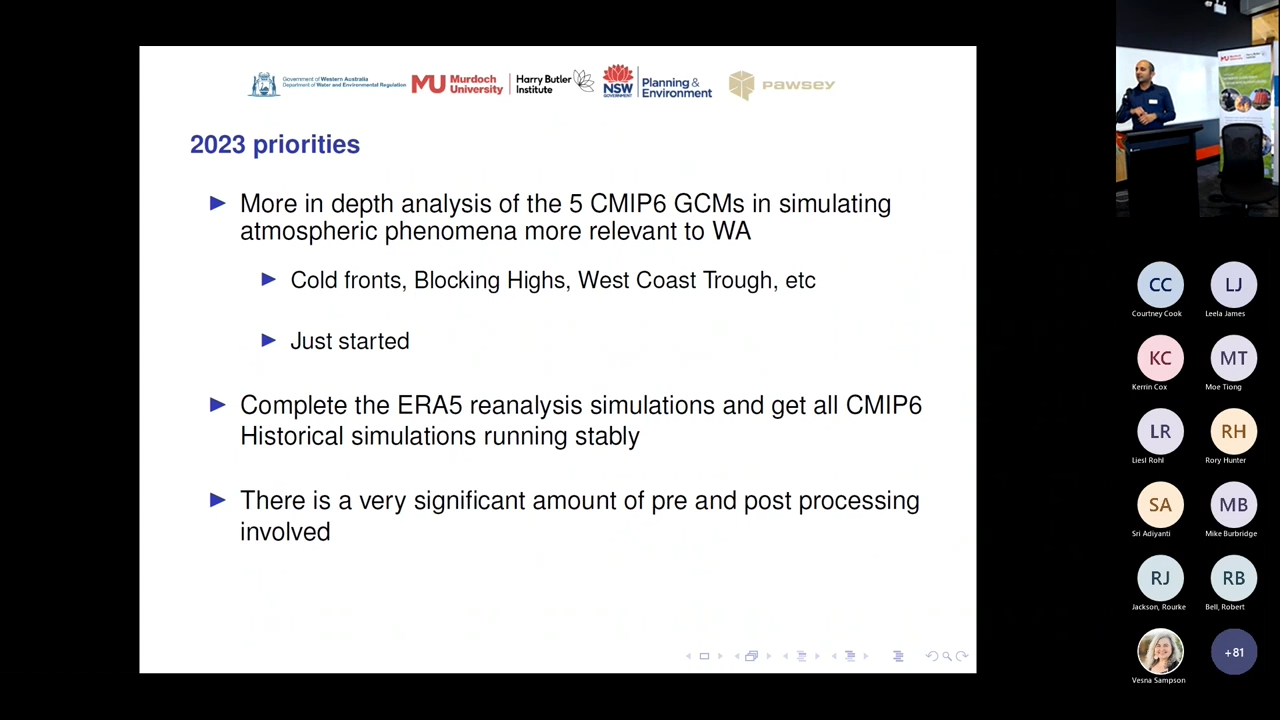 Government of Western Australia
Department of Water and Environmental Regulation
MU Murdoch University
Harry Butler Institute
NSW GOVERNMENT
Planning & Environment
PAWSEY
2023 priorities
More in depth analysis of the 5 CMIP6 GCMs in simulating
atmospheric phenomena more relevant to WA
Cold fronts, Blocking Highs, West Coast Trough, etc
Just started
Complete the ERA5 reanalysis simulations and get all CMIP6
Historical simulations running stably
There is a very significant amount of pre and post processing
involved
CC LJ
Courtney Cook Leela James
KC MT
Kerrin Cox Moe Tiong
LR RH
Liesl Rohl Rory Hunter
SA MB
Sri Adiyanti Mike Burbridge
RJ RB
Jackson, Rourke Bell, Robert
+81
Vesna Sampson